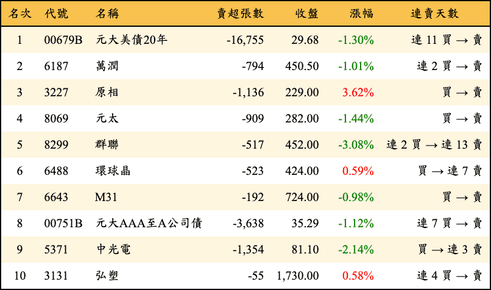 名次 代號 名稱 賣超張數 收盤 漲幅 連賣天數
1 00679B 元大美債20年 -16,755 29.68 -1.30% 連 11 買 → 賣
2 6187 萬潤 -794 450.50 -1.01% 連 2 買 → 賣
3 3227 原相 -1,136 229.00 3.62% 買 → 賣
4 8069 元太 -909 282.00 -1.44% 買 → 賣
5 8299 群聯 -517 452.00 -3.08% 連 2 買 → 連 13 賣
6 6488 環球晶 -523 424.00 0.59% 買 → 連 7 賣
7 6643 M31 -192 724.00 -0.98% 買 → 賣
8 00751B 元大AAA至A公司債 -3,638 35.29 -1.12% 連 7 買 → 賣
9 5371 中光電 -1,354 81.10 -2.14% 買 → 連 3 賣
10 3131 弘塑 -55 1,730.00 0.58% 連 4 買 → 賣